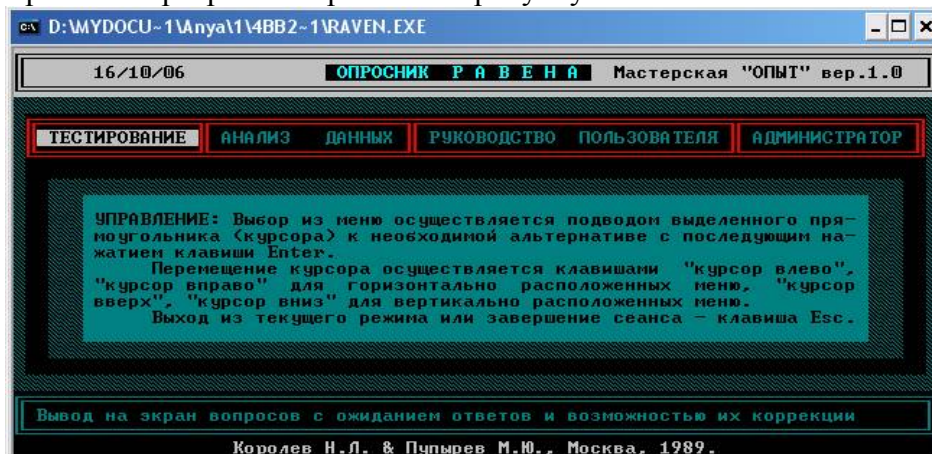 D:\MYDOCU~1\Anya\1\4BB2~1\RAVEN.EXE
16/10/06 ОПРОСНИК Р А В Е Н А Мастерская "ОПЫТ" вер.1.0
ТЕСТИРОВАНИЕ АНАЛИЗ ДАННЫХ РУКОВОДСТВО ПОЛЬЗОВАТЕЛЯ АДМИНИСТРАТОР
УПРАВЛЕНИЕ: Выбор из меню осуществляется подводом выделенного пря-
моугольника (курсора) к необходимой альтернативе с последующим на-
жатием клавиши Enter.
Перемещение курсора осуществляется клавишами "курсор влево",
"курсор вправо" для горизонтально расположенных меню, "курсор
вверх", "курсор вниз" для вертикально расположенных меню.
Выход из текущего режима или завершение сеанса - клавиша Esc.
Вывод на экран вопросов с ожиданием ответов и возможностью их коррекции
Королев Н.Л. & Пупырев М.Ю., Москва, 1989.